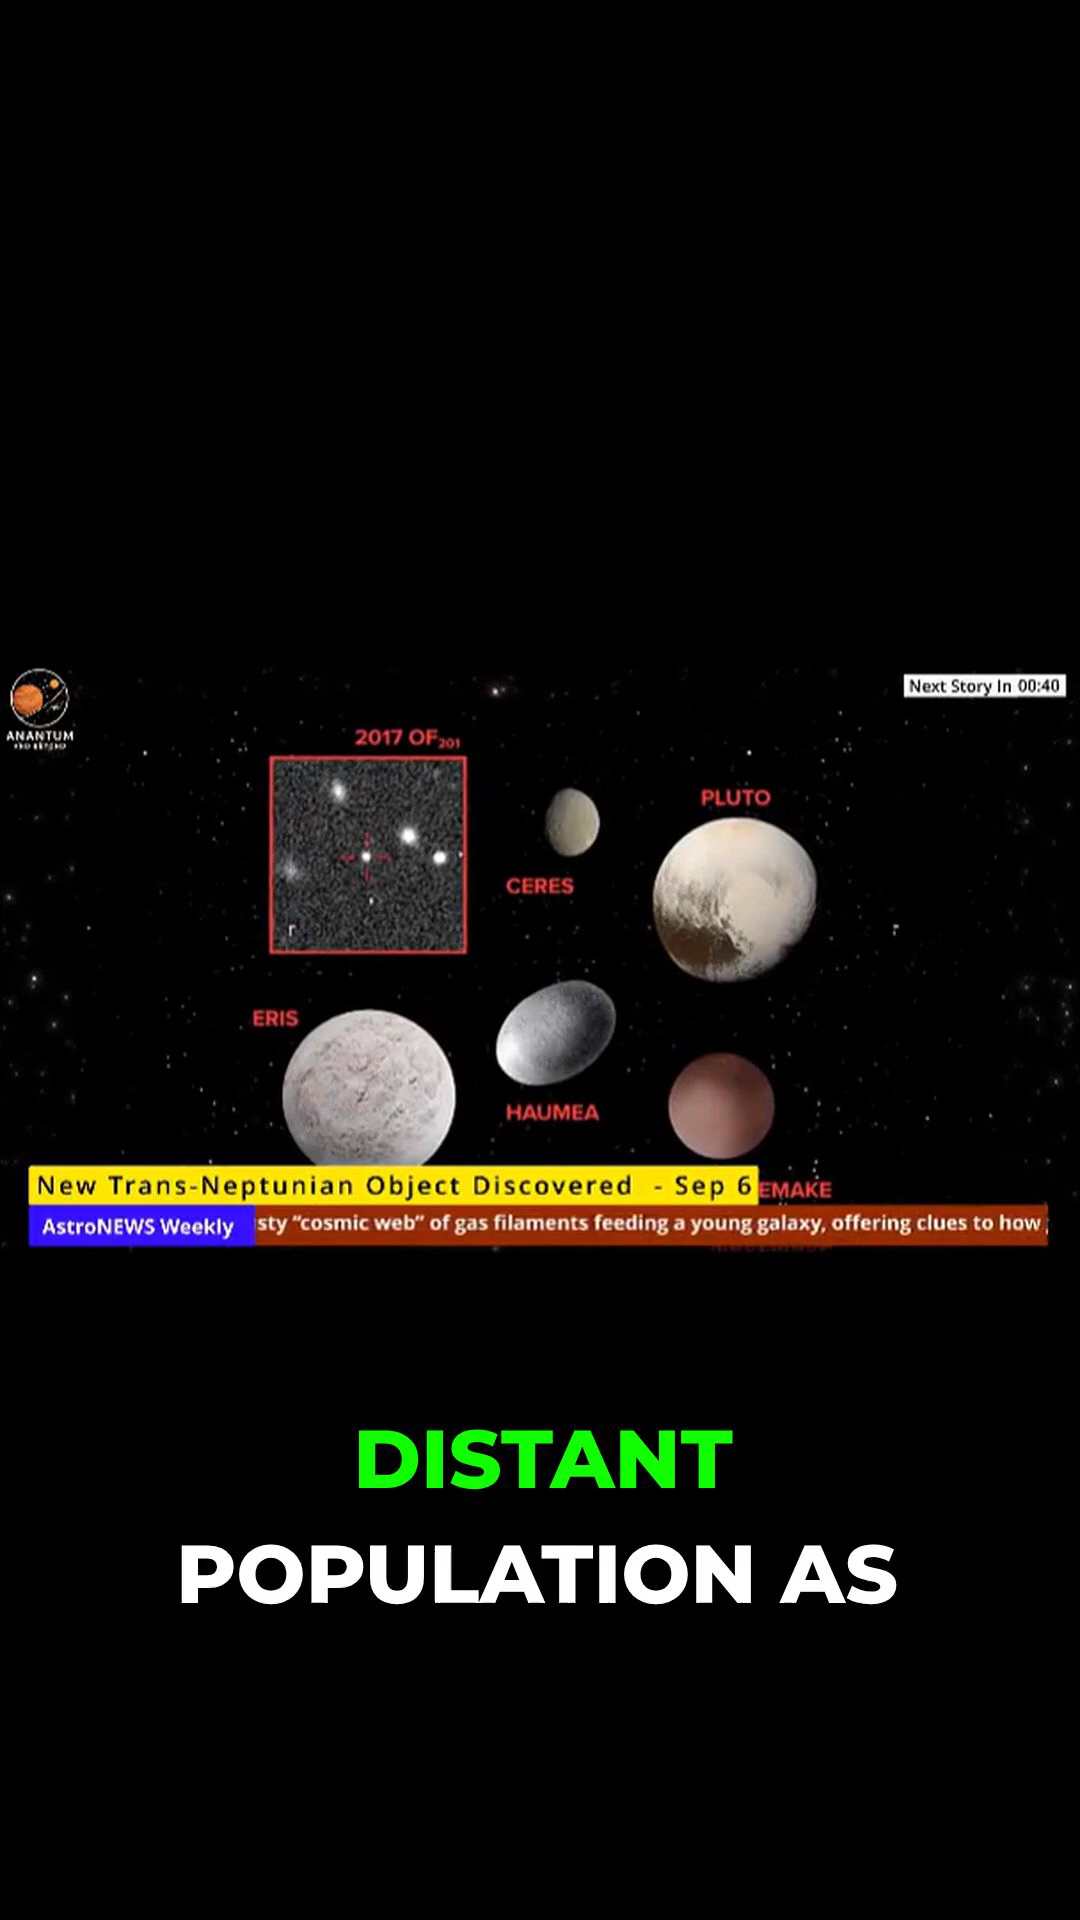 ANANTUM
AND BEYOND
Next Story In 00:40
2017 OF201
PLUTO
CERES
r
ERIS
HAUMEA
EMAKE
New Trans-Neptunian Object Discovered - Sep 6
AstroNEWS Weekly
sty “cosmic web” of gas filaments feeding a young galaxy, offering clues to how
DISTANT
POPULATION AS